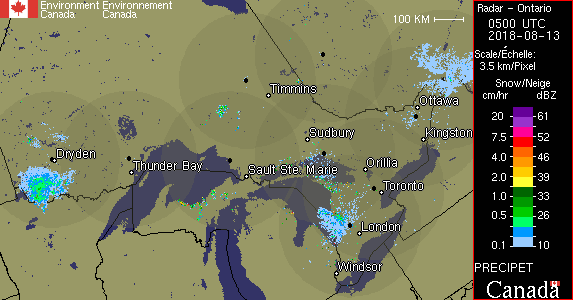 Environment Environnement
Canada Canada
100 KM
Timmins
Ottawa
Sudbury
Kingston
Dryden
Thunder Bay
Sault Ste. Marie
Orillia
Toronto
London
Windsor
Radar - Ontario
0500 UTC
2018-08-13
Scale/Échelle:
3.5 km/Pixel
Snow/Neige
cm/hr dBZ
20 61
7.5 52
4.0 46
2.0 39
1.0 33
0.5 26
0.1 10
PRECIPET
Canada